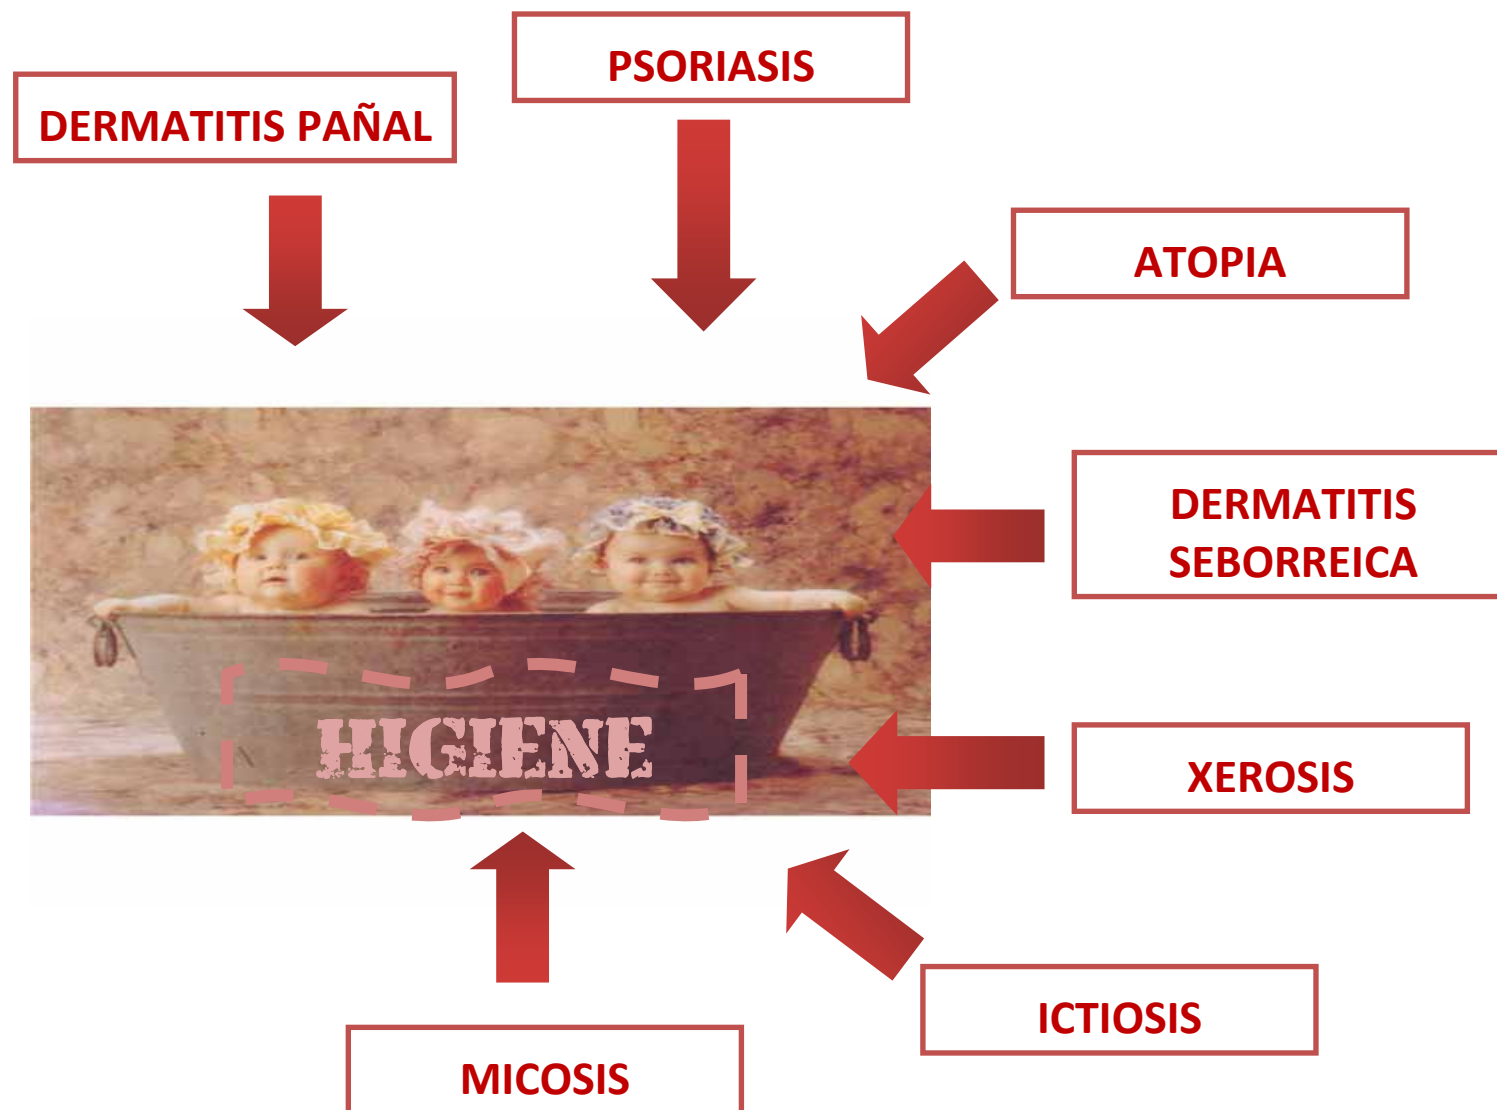 PSORIASIS
DERMATITIS PAÑAL
ATOPIA
DERMATITIS
SEBORREICA
HIGIENE
XEROSIS
ICTIOSIS
MICOSIS